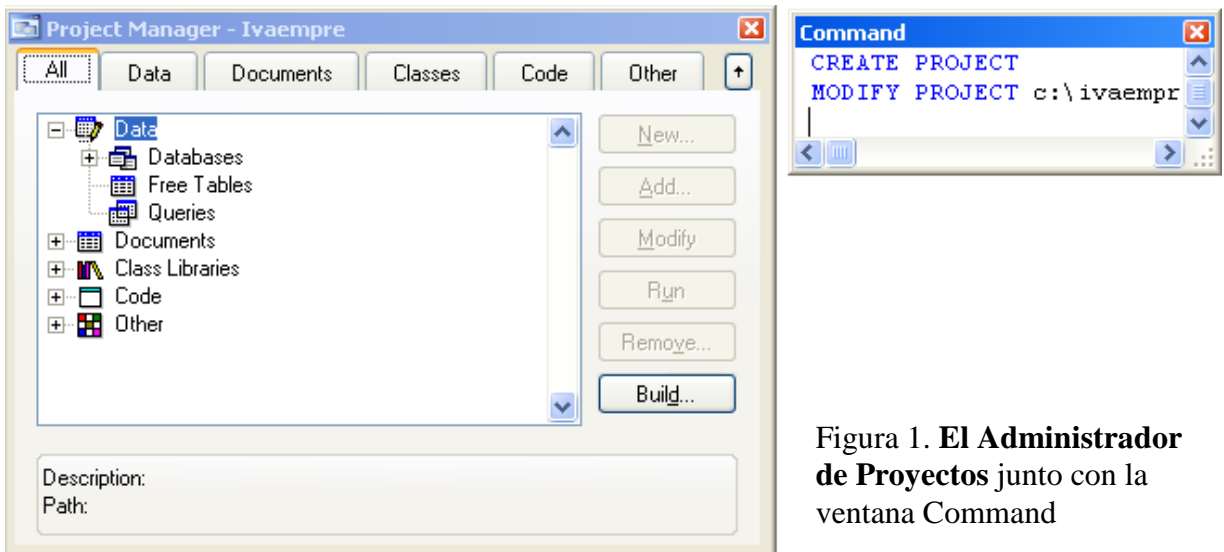 Project Manager - Ivaempre
All
Data
Documents
Classes
Code
Other
Data
Databases
Free Tables
Queries
Documents
Class Libraries
Code
Other
New...
Add...
Modify
Run
Remove...
Build...
Description:
Path:
Command
CREATE PROJECT
MODIFY PROJECT c:\ivaempr
Figura 1. El Administrador
de Proyectos junto con la
ventana Command